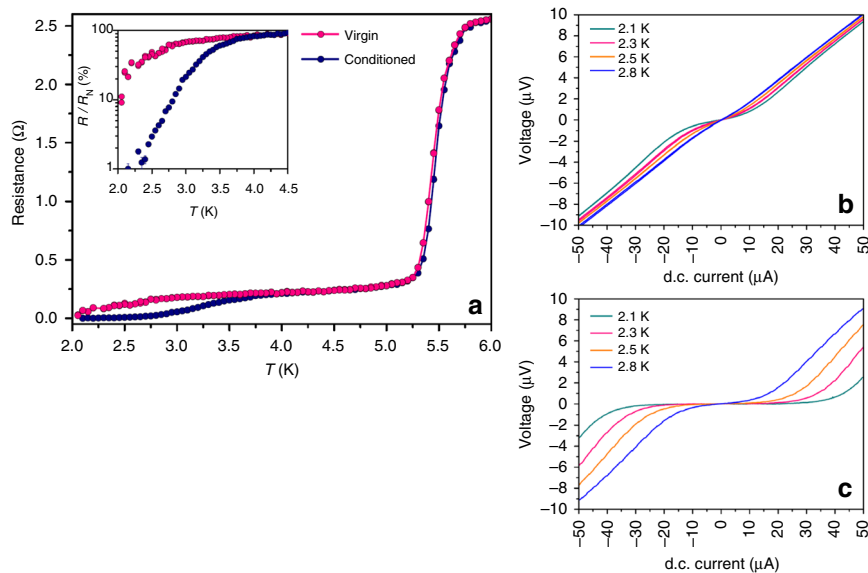 Resistance (Ω)
2.5
2.0
1.5
1.0
0.5
0.0
2.0 2.5 3.0 3.5 4.0 4.5 5.0 5.5 6.0
T (K)
a
R / R_N (%)
100
10
1
2.0 2.5 3.0 3.5 4.0 4.5
T (K)
Virgin
Conditioned
Voltage (μV)
10
8
6
4
2
0
−2
−4
−6
−8
−10
2.1 K
2.3 K
2.5 K
2.8 K
b
−50 −40 −30 −20 −10 0 10 20 30 40 50
d.c. current (μA)
Voltage (μV)
10
8
6
4
2
0
−2
−4
−6
−8
−10
2.1 K
2.3 K
2.5 K
2.8 K
c
−50 −40 −30 −20 −10 0 10 20 30 40 50
d.c. current (μA)